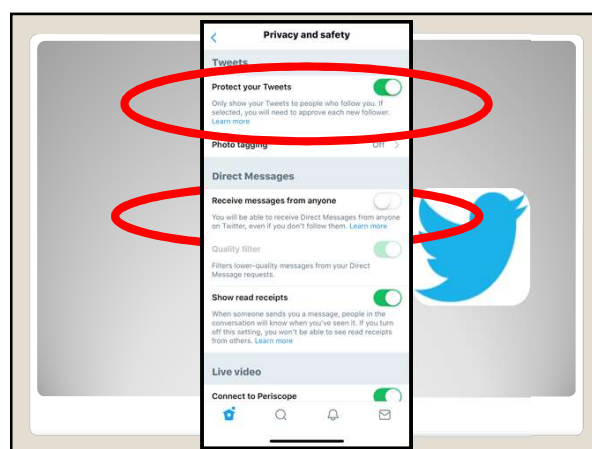 Privacy and safety
Tweets
Protect your Tweets
Only show your Tweets to people who follow you. If
selected, you will need to approve each new follower.
Learn more
Photo tagging
Off
Direct Messages
Receive messages from anyone
You will be able to receive Direct Messages from anyone
on Twitter, even if you don't follow them. Learn more
Quality filter
Filters lower-quality messages from your Direct
Message requests.
Show read receipts
When someone sends you a message, people in the
conversation will know when you've seen it. If you turn
off this setting, you won't be able to see read receipts
from others. Learn more
Live video
Connect to Periscope